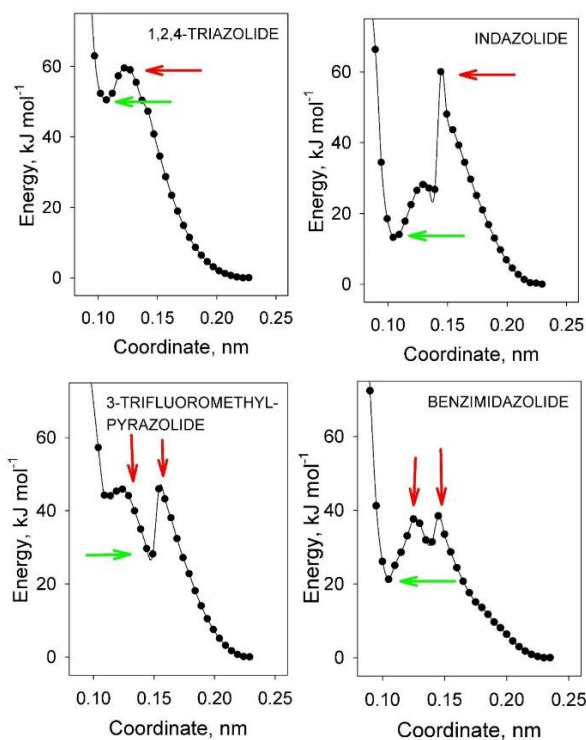 1,2,4-TRIAZOLIDE
Energy, kJ mol⁻¹
60
40
20
0
0.10 0.15 0.20 0.25
Coordinate, nm
INDAZOLIDE
Energy, kJ mol⁻¹
60
40
20
0
0.10 0.15 0.20 0.25
Coordinate, nm
3-TRIFLUOROMETHYL-
PYRAZOLIDE
Energy, kJ mol⁻¹
60
40
20
0
0.10 0.15 0.20 0.25
Coordinate, nm
BENZIMIDAZOLIDE
Energy, kJ mol⁻¹
60
40
20
0
0.10 0.15 0.20 0.25
Coordinate, nm